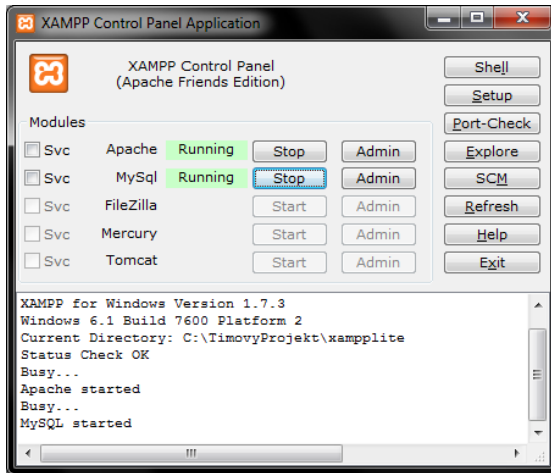 XAMPP Control Panel Application
XAMPP Control Panel
(Apache Friends Edition)
Shell
Setup
Port-Check
Explore
SCM
Refresh
Help
Exit
Modules
Svc Apache Running Stop Admin
Svc MySql Running Stop Admin
Svc FileZilla Start Admin
Svc Mercury Start Admin
Svc Tomcat Start Admin
XAMPP for Windows Version 1.7.3
Windows 6.1 Build 7600 Platform 2
Current Directory: C:\TimovyProjekt\xampplite
Status Check OK
Busy...
Apache started
Busy...
MySQL started